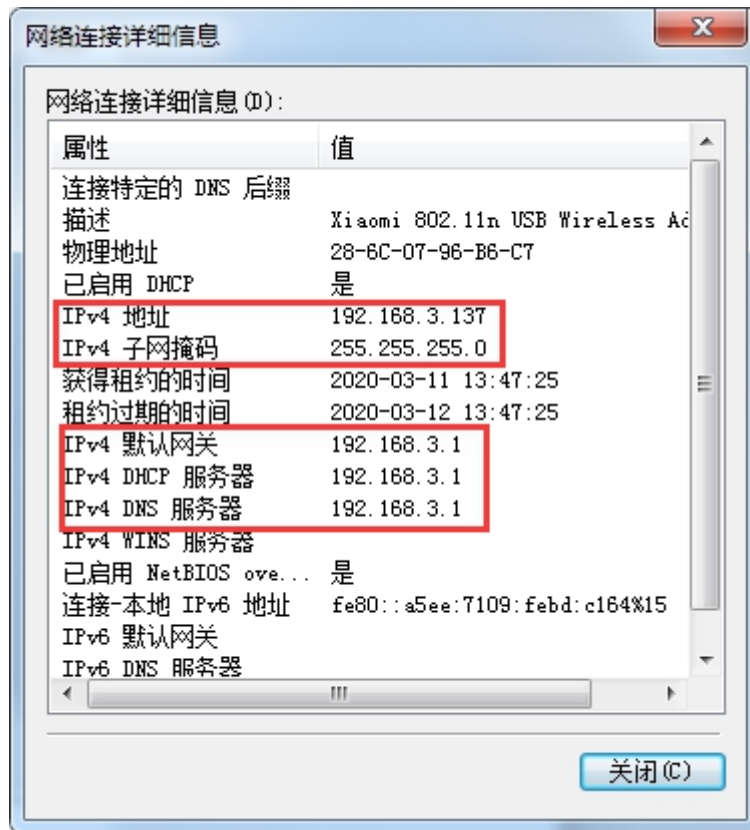 网络连接详细信息
网络连接详细信息(D):
属性 值
连接特定的 DNS 后缀
描述 Xiaomi 802.11n USB Wireless Ad
物理地址 28-6C-07-96-B6-C7
已启用 DHCP 是
IPv4 地址 192.168.3.137
IPv4 子网掩码 255.255.255.0
获得租约的时间 2020-03-11 13:47:25
租约过期的时间 2020-03-12 13:47:25
IPv4 默认网关 192.168.3.1
IPv4 DHCP 服务器 192.168.3.1
IPv4 DNS 服务器 192.168.3.1
IPv4 WINS 服务器
已启用 NetBIOS ove... 是
连接-本地 IPv6 地址 fe80::a5ee:7109:febd:c164%15
IPv6 默认网关
IPv6 DNS 服务器
关闭(C)